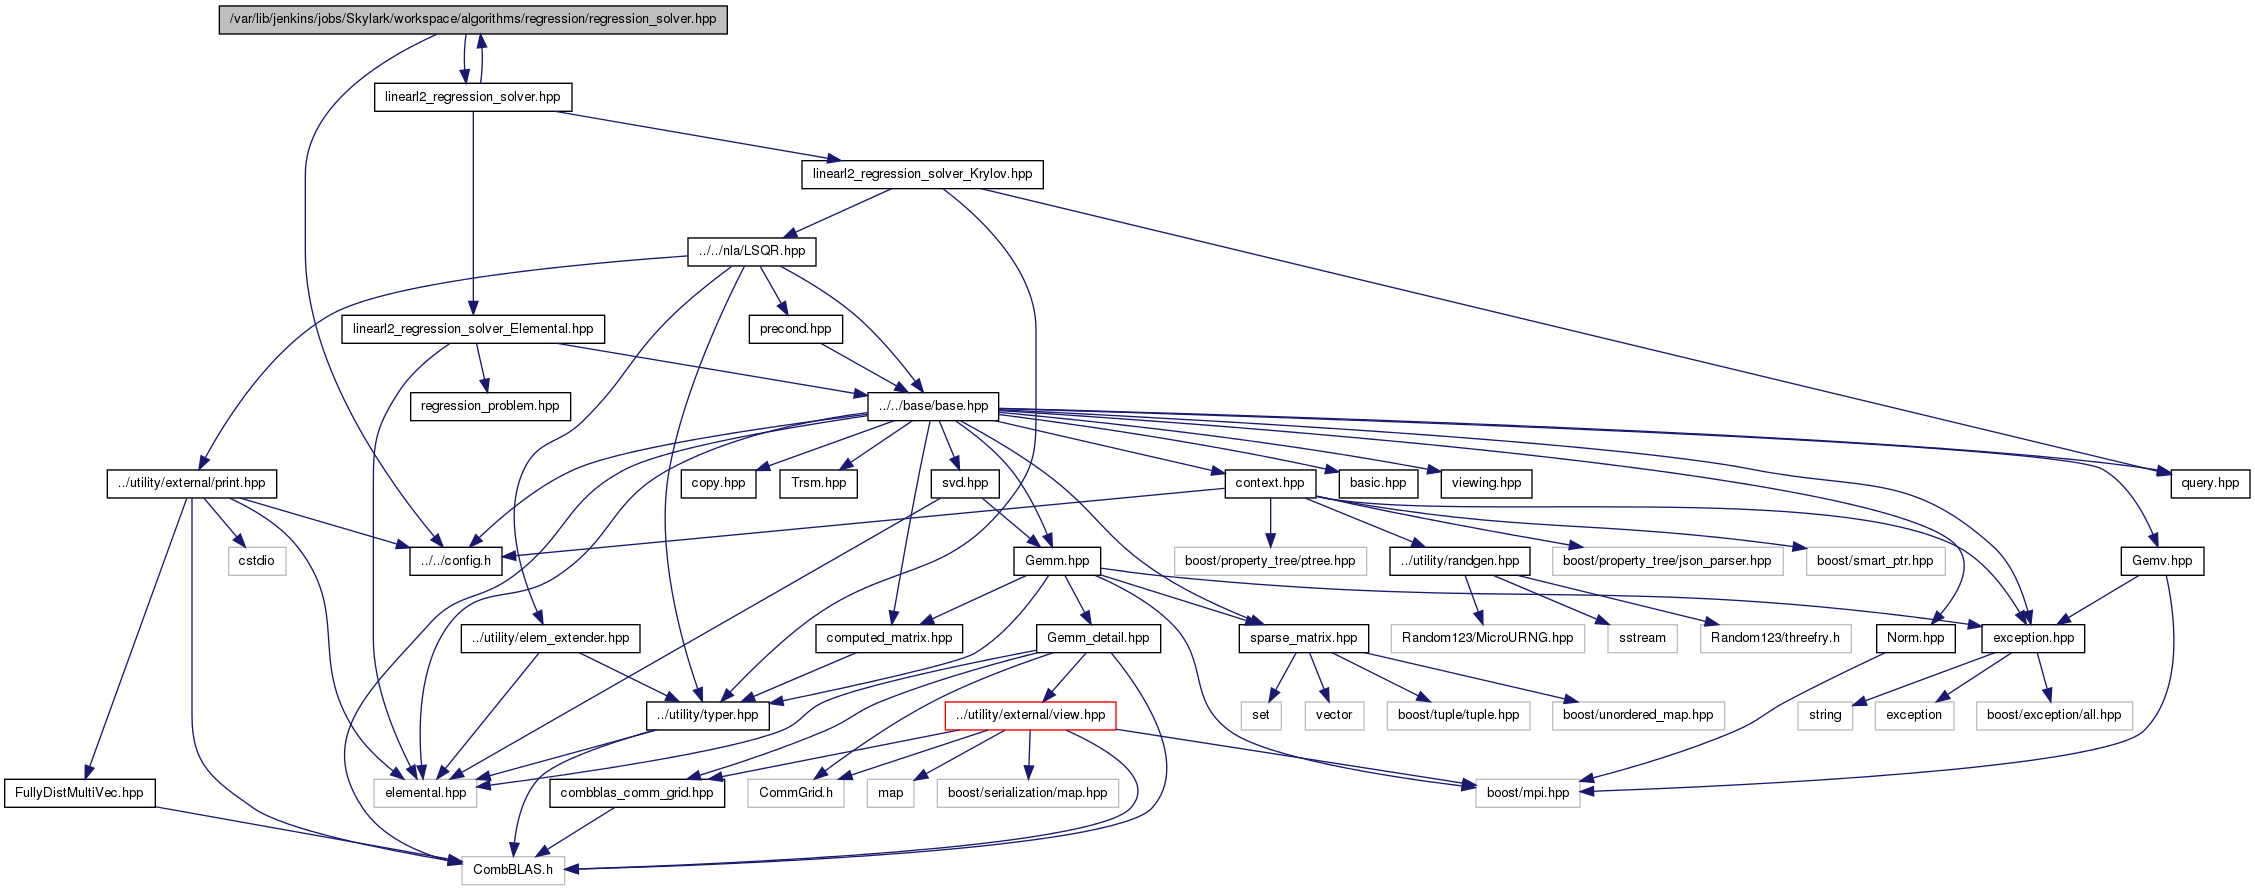 /var/lib/jenkins/jobs/Skylark/workspace/algorithms/regression/regression_solver.hpp
linearl2_regression_solver.hpp
linearl2_regression_solver_Krylov.hpp
../../nla/LSQR.hpp
linearl2_regression_solver_Elemental.hpp
precond.hpp
regression_problem.hpp
../../base/base.hpp
../utility/external/print.hpp
copy.hpp
Trsm.hpp
svd.hpp
context.hpp
basic.hpp
viewing.hpp
query.hpp
cstdio
../../config.h
Gemm.hpp
boost/property_tree/ptree.hpp
../utility/randgen.hpp
boost/property_tree/json_parser.hpp
boost/smart_ptr.hpp
Gemv.hpp
../utility/elem_extender.hpp
computed_matrix.hpp
Gemm_detail.hpp
sparse_matrix.hpp
Random123/MicroURNG.hpp
sstream
Random123/threefry.h
Norm.hpp
exception.hpp
../utility/typer.hpp
../utility/external/view.hpp
set
vector
boost/tuple/tuple.hpp
boost/unordered_map.hpp
string
exception
boost/exception/all.hpp
FullyDistMultiVec.hpp
elemental.hpp
combblas_comm_grid.hpp
CommGrid.h
map
boost/serialization/map.hpp
boost/mpi.hpp
CombBLAS.h